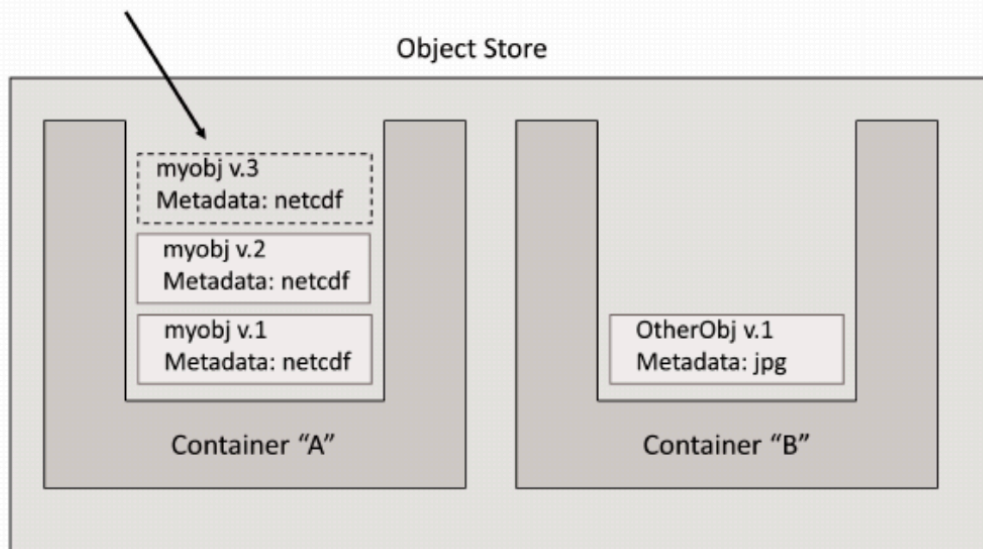 Object Store
myobj v.3
Metadata: netcdf
myobj v.2
Metadata: netcdf
myobj v.1
Metadata: netcdf
Container “A”
OtherObj v.1
Metadata: jpg
Container “B”